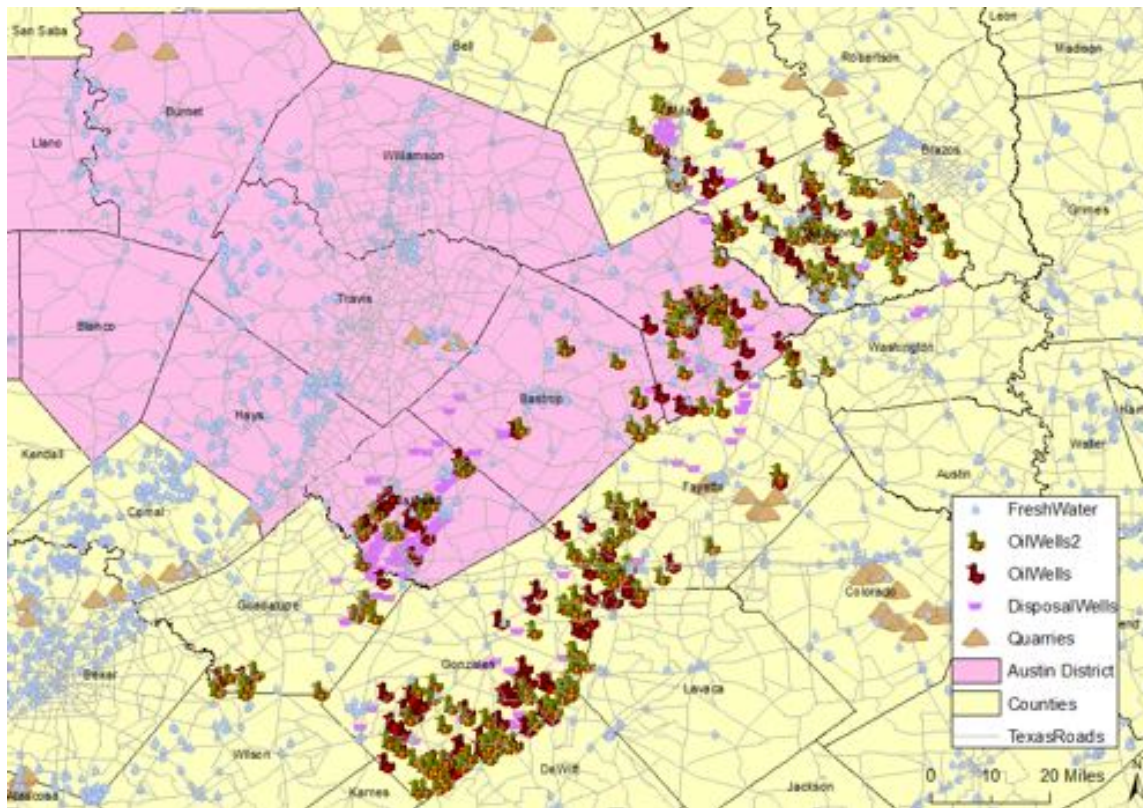 San Saba
Leon
Bell
Robertson
Madison
Burnet
Llano
Williamson
Brazos
Grimes
Travis
Blanco
Washington
Bastrop
Hays
Waller
Kendall
Austin
Comal
Fayette
FreshWater
OilWells2
OilWells
Colorado
DisposalWells
Guadalupe
Quarries
Bexar
Gonzales
Lavaca
Austin District
Counties
TexasRoads
Wilson
DeWitt
Jackson
Karnes
0 10 20 Miles